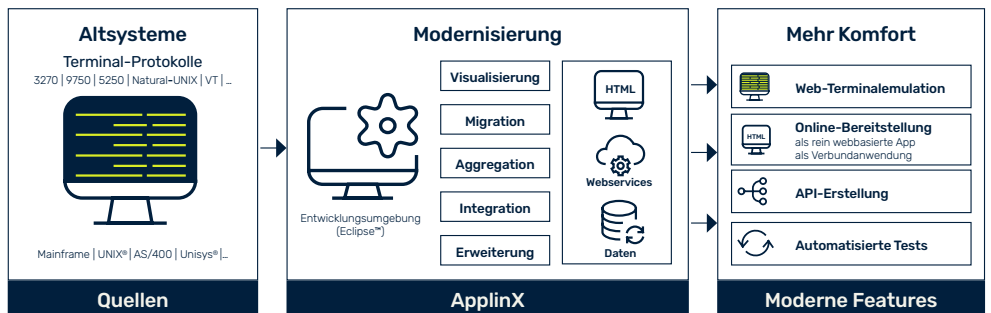 Altsysteme
Terminal-Protokolle
3270 | 9750 | 5250 | Natural-UNIX | VT | ...
Mainframe | UNIX® | AS/400 | Unisys® |...
Quellen
Modernisierung
Entwicklungsumgebung
(Eclipse™)
Visualisierung
Migration
Aggregation
Integration
Erweiterung
HTML
Webservices
Daten
ApplinX
Mehr Komfort
Web-Terminalemulation
HTML
Online-Bereitstellung
als rein webbasierte App
als Verbundanwendung
API-Erstellung
Automatisierte Tests
Moderne Features